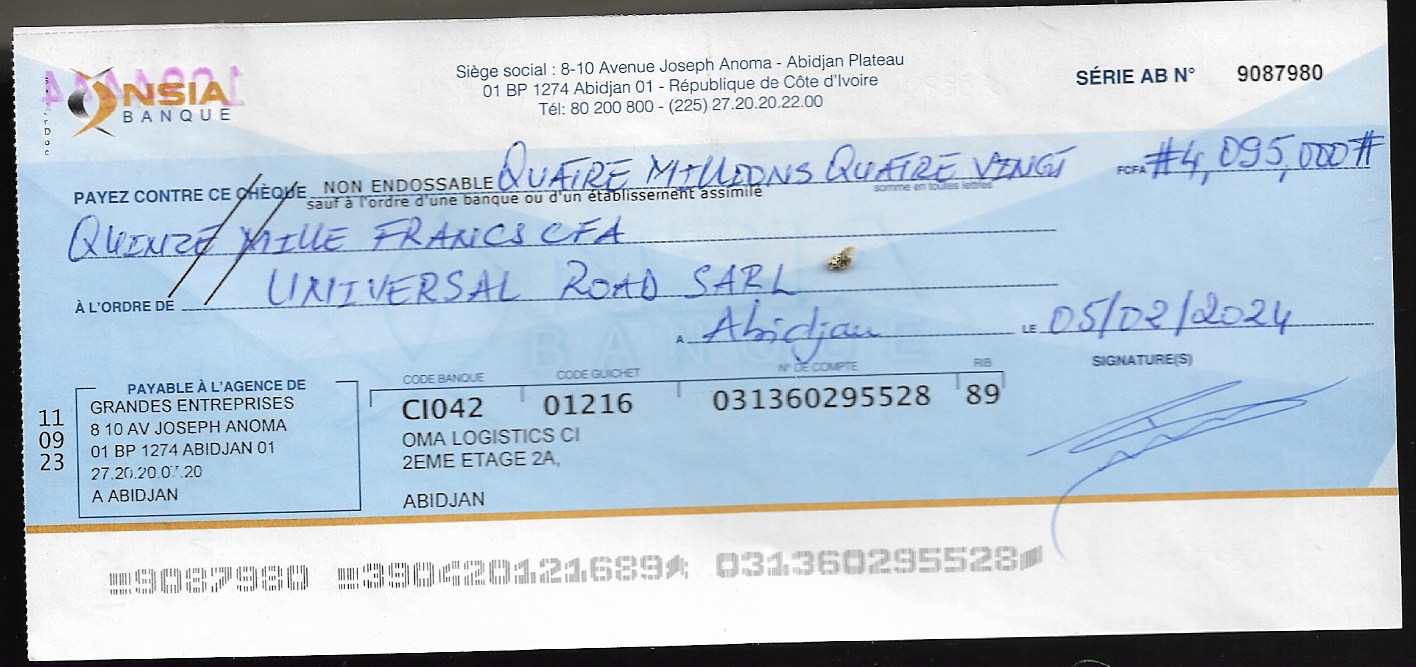 NSIA
BANQUE
Siège social : 8-10 Avenue Joseph Anoma - Abidjan Plateau
01 BP 1274 Abidjan 01 - République de Côte d'Ivoire
Tél: 80 200 800 - (225) 27.20.20.22.00
SÉRIE AB N° 9087980
PAYEZ CONTRE CE CHÈQUE NON ENDOSSABLE QUATRE MILLIONS QUATRE VINGT FCFA #4,095,000#
sauf à l'ordre d'une banque ou d'un établissement assimilé
somme en toutes lettres
QUINZE MILLE FRANCS CFA
À L'ORDRE DE UNIVERSAL ROAD SARL
A Abidjan LE 05/02/2024
SIGNATURE(S)
PAYABLE À L'AGENCE DE
GRANDES ENTREPRISES
8 10 AV JOSEPH ANOMA
01 BP 1274 ABIDJAN 01
A ABIDJAN
11
09
23
CODE BANQUE CODE GUICHET N° DE COMPTE RIB
CI042 01216 031360295528 89
OMA LOGISTICS CI
2EME ETAGE 2A,
ABIDJAN
9087980 390420121689 031360295528